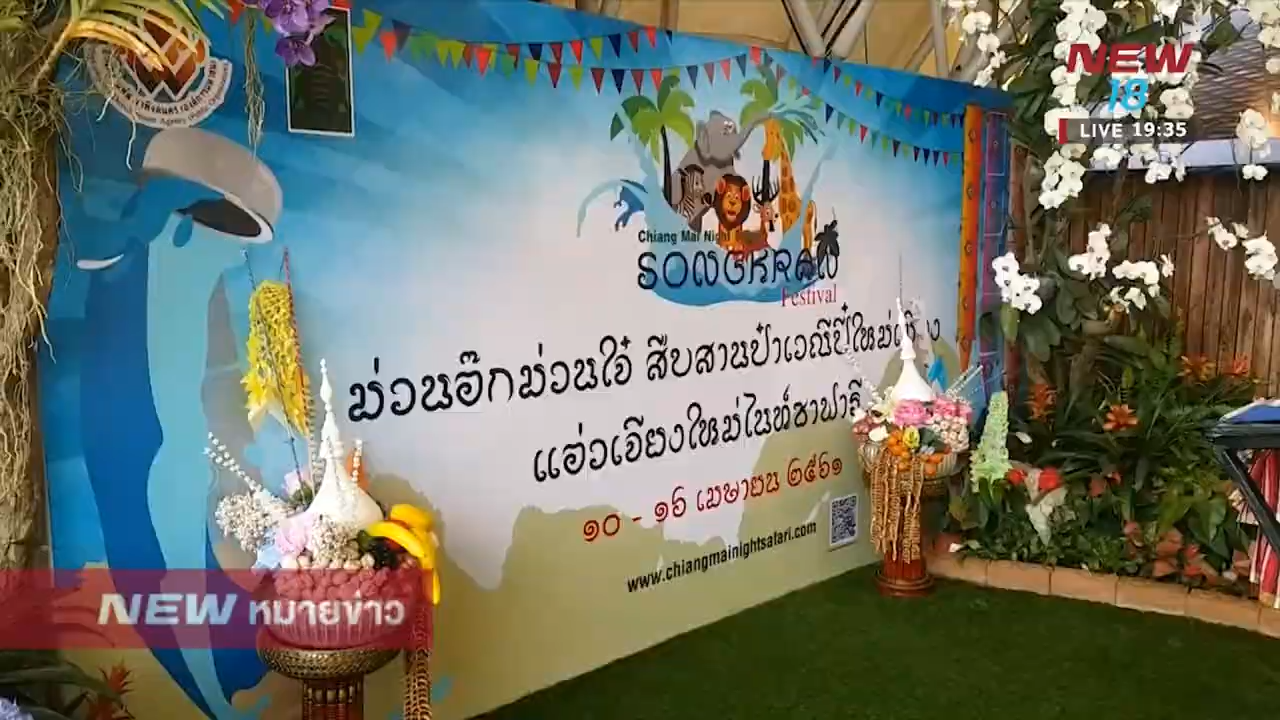 NEW
18
LIVE 19:35
Chiang Mai Night
SONGKRAN
Festival
ม่วนอ๊กม่วนใจ๋ สืบสานป๋าเวณีปี๋ใหม่เมือง
แอ่วเจียงใหม่ไนท์ซาฟารี
๑๐ - ๑๖ เมษายน ๒๕๖๑
www.chiangmainightsafari.com
NEW หมายข่าว